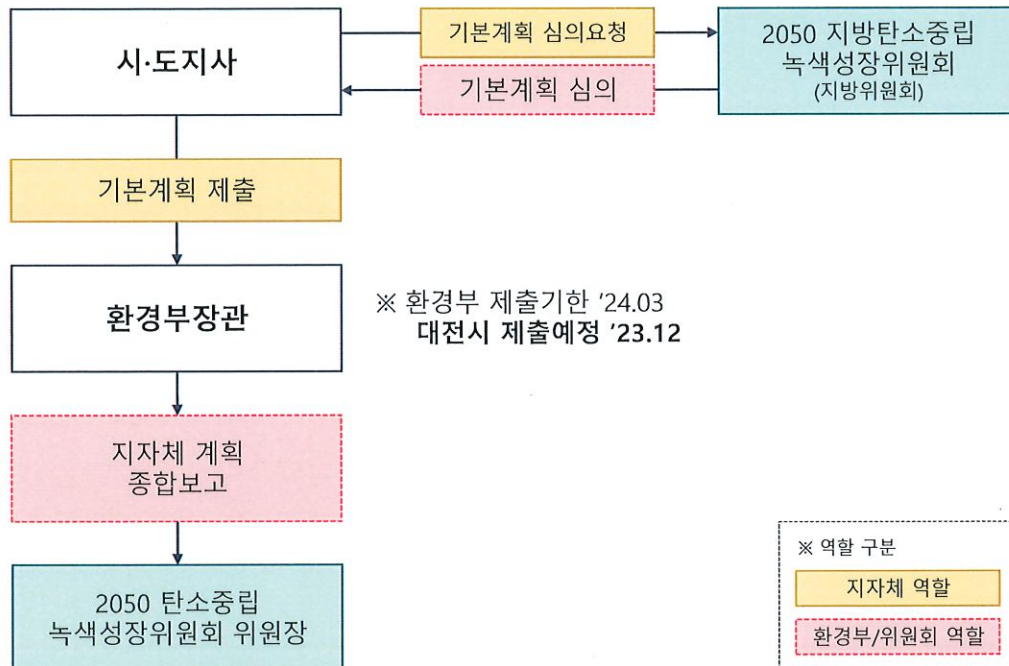 시·도지사
기본계획 심의요청
기본계획 심의
2050 지방탄소중립
녹색성장위원회
(지방위원회)
기본계획 제출
환경부장관
※ 환경부 제출기한 ’24.03
대전시 제출예정 ’23.12
지자체 계획
종합보고
2050 탄소중립
녹색성장위원회 위원장
※ 역할 구분
지자체 역할
환경부/위원회 역할